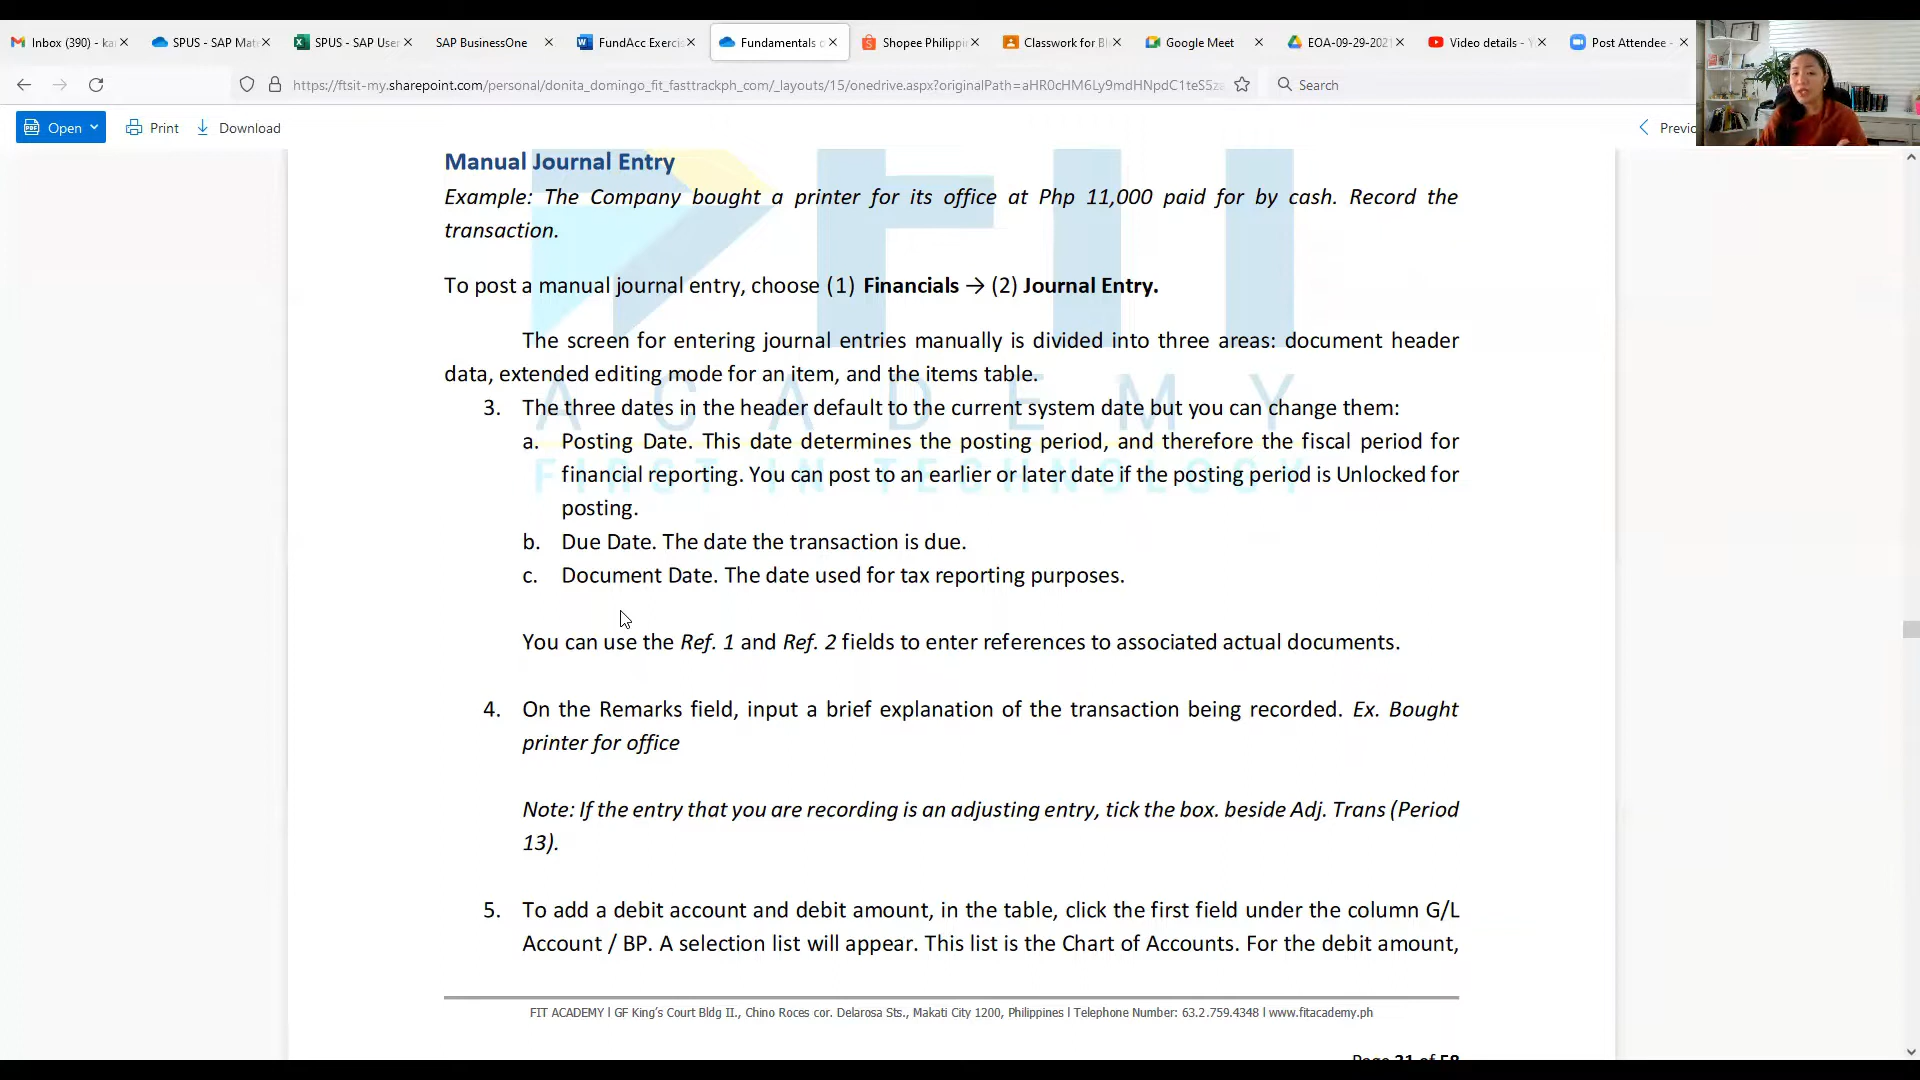 Inbox (390) - ka
SPUS - SAP Mat
SPUS - SAP User
SAP BusinessOne
FundAcc Exercis
Fundamentals
Shopee Philippi
Classwork for B
Google Meet
EOA-09-29-2021
Video details -
Post Attendee -
https://ftsit-my.sharepoint.com/personal/donita_domingo_fit_fasttrackph_com/_layouts/15/onedrive.aspx?originalPath=aHR0cHM6Ly9mdHNpdC1teS5z
Search
Open
Print
Download
Previo
FIT
ACADEMY
FIRST IN TECHNOLOGY
Manual Journal Entry
Example: The Company bought a printer for its office at Php 11,000 paid for by cash. Record the
transaction.
To post a manual journal entry, choose (1) Financials → (2) Journal Entry.
The screen for entering journal entries manually is divided into three areas: document header
data, extended editing mode for an item, and the items table.
3. The three dates in the header default to the current system date but you can change them:
a. Posting Date. This date determines the posting period, and therefore the fiscal period for
financial reporting. You can post to an earlier or later date if the posting period is Unlocked for
posting.
b. Due Date. The date the transaction is due.
c. Document Date. The date used for tax reporting purposes.
You can use the Ref. 1 and Ref. 2 fields to enter references to associated actual documents.
4. On the Remarks field, input a brief explanation of the transaction being recorded. Ex. Bought
printer for office
Note: If the entry that you are recording is an adjusting entry, tick the box. beside Adj. Trans (Period
13).
5. To add a debit account and debit amount, in the table, click the first field under the column G/L
Account / BP. A selection list will appear. This list is the Chart of Accounts. For the debit amount,
FIT ACADEMY l GF King's Court Bldg II., Chino Roces cor. Delarosa Sts., Makati City 1200, Philippines l Telephone Number: 63.2.759.4348 l www.fitacademy.ph
Page 31 of 58